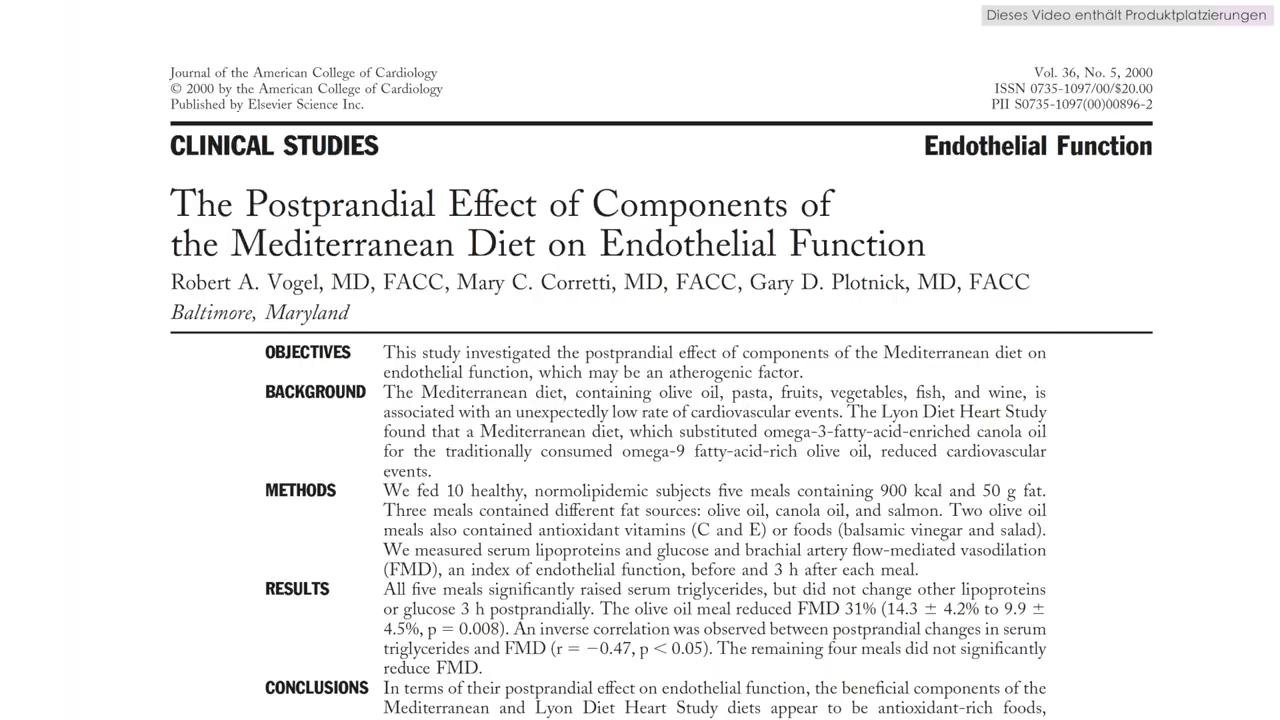 Dieses Video enthält Produktplatzierungen
Journal of the American College of Cardiology
© 2000 by the American College of Cardiology
Published by Elsevier Science Inc.
Vol. 36, No. 5, 2000
ISSN 0735-1097/00/$20.00
PII S0735-1097(00)00896-2
CLINICAL STUDIES
Endothelial Function
The Postprandial Effect of Components of
the Mediterranean Diet on Endothelial Function
Robert A. Vogel, MD, FACC, Mary C. Corretti, MD, FACC, Gary D. Plotnick, MD, FACC
Baltimore, Maryland
OBJECTIVES This study investigated the postprandial effect of components of the Mediterranean diet on
endothelial function, which may be an atherogenic factor.
BACKGROUND The Mediterranean diet, containing olive oil, pasta, fruits, vegetables, fish, and wine, is
associated with an unexpectedly low rate of cardiovascular events. The Lyon Diet Heart Study
found that a Mediterranean diet, which substituted omega-3-fatty-acid-enriched canola oil
for the traditionally consumed omega-9 fatty-acid-rich olive oil, reduced cardiovascular
events.
METHODS We fed 10 healthy, normolipidemic subjects five meals containing 900 kcal and 50 g fat.
Three meals contained different fat sources: olive oil, canola oil, and salmon. Two olive oil
meals also contained antioxidant vitamins (C and E) or foods (balsamic vinegar and salad).
We measured serum lipoproteins and glucose and brachial artery flow-mediated vasodilation
(FMD), an index of endothelial function, before and 3 h after each meal.
RESULTS All five meals significantly raised serum triglycerides, but did not change other lipoproteins
or glucose 3 h postprandially. The olive oil meal reduced FMD 31% (14.3 ± 4.2% to 9.9 ±
4.5%, p = 0.008). An inverse correlation was observed between postprandial changes in serum
triglycerides and FMD (r = −0.47, p < 0.05). The remaining four meals did not significantly
reduce FMD.
CONCLUSIONS In terms of their postprandial effect on endothelial function, the beneficial components of the
Mediterranean and Lyon Diet Heart Study diets appear to be antioxidant-rich foods,